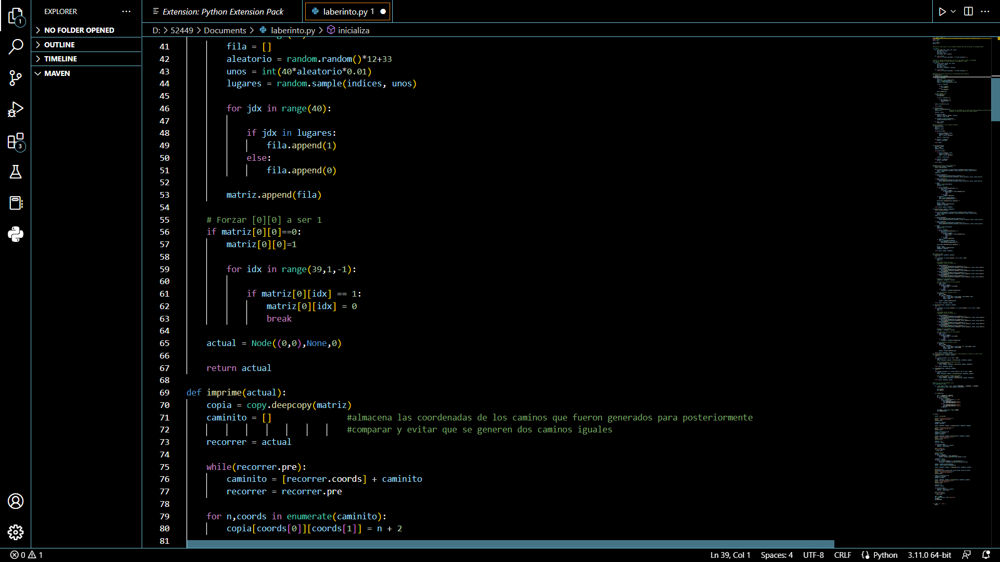 EXPLORER
Extension: Python Extension Pack
laberinto.py 1
1
NO FOLDER OPENED
OUTLINE
TIMELINE
MAVEN
3
D: > 52449 > Documents > laberinto.py > inicializa
41 fila = []
42 aleatorio = random.random()*12+33
43 unos = int(40*aleatorio*0.01)
44 lugares = random.sample(indices, unos)
45
46 for jdx in range(40):
47
48 if jdx in lugares:
49 fila.append(1)
50 else:
51 fila.append(0)
52
53 matriz.append(fila)
54
55 # Forzar [0][0] a ser 1
56 if matriz[0][0]==0:
57 matriz[0][0]=1
58
59 for idx in range(39,1,-1):
60
61 if matriz[0][idx] == 1:
62 matriz[0][idx] = 0
63 break
64
65 actual = Node((0,0),None,0)
66
67 return actual
68
69 def imprime(actual):
70 copia = copy.deepcopy(matriz)
71 caminito = [] #almacena las coordenadas de los caminos que fueron generados para posteriormente
72 #comparar y evitar que se generen dos caminos iguales
73 recorrer = actual
74
75 while(recorrer.pre):
76 caminito = [recorrer.coords] + caminito
77 recorrer = recorrer.pre
78
79 for n,coords in enumerate(caminito):
80 copia[coords[0]][coords[1]] = n + 2
81
0 1 Ln 39, Col 1 Spaces: 4 UTF-8 CRLF Python 3.11.0 64-bit